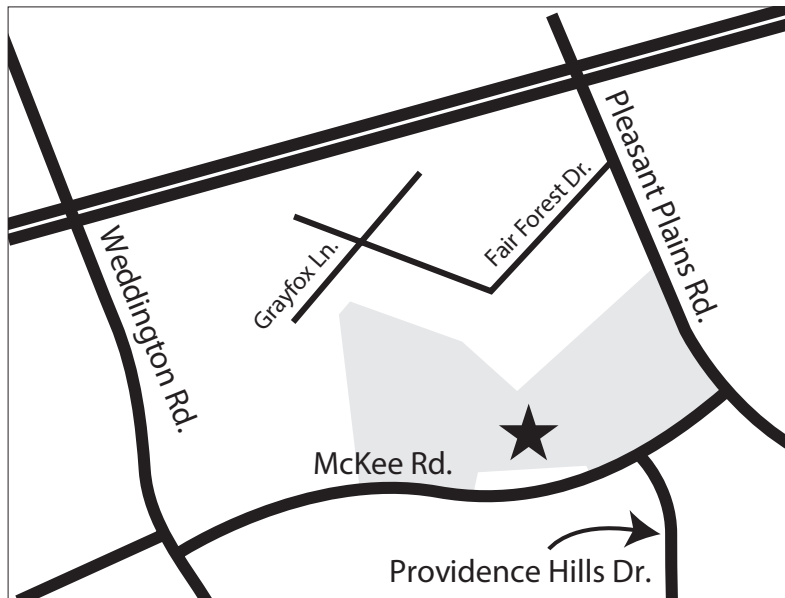 Pleasant Plains Rd.
Fair Forest Dr.
Grayfox Ln.
Weddington Rd.
McKee Rd.
Providence Hills Dr.